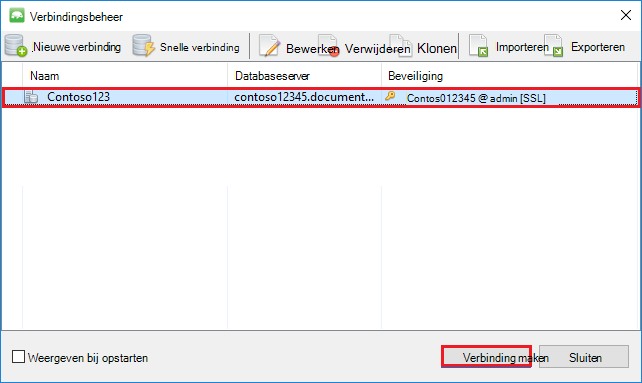 Verbindingsbeheer
Nieuwe verbinding Snelle verbinding Bewerken Verwijderen Klonen Importeren Exporteren
Naam Databaseserver Beveiliging
Contoso123 contoso12345.document... Contos012345 @ admin [SSL]
Weergeven bij opstarten Verbinding maken Sluiten